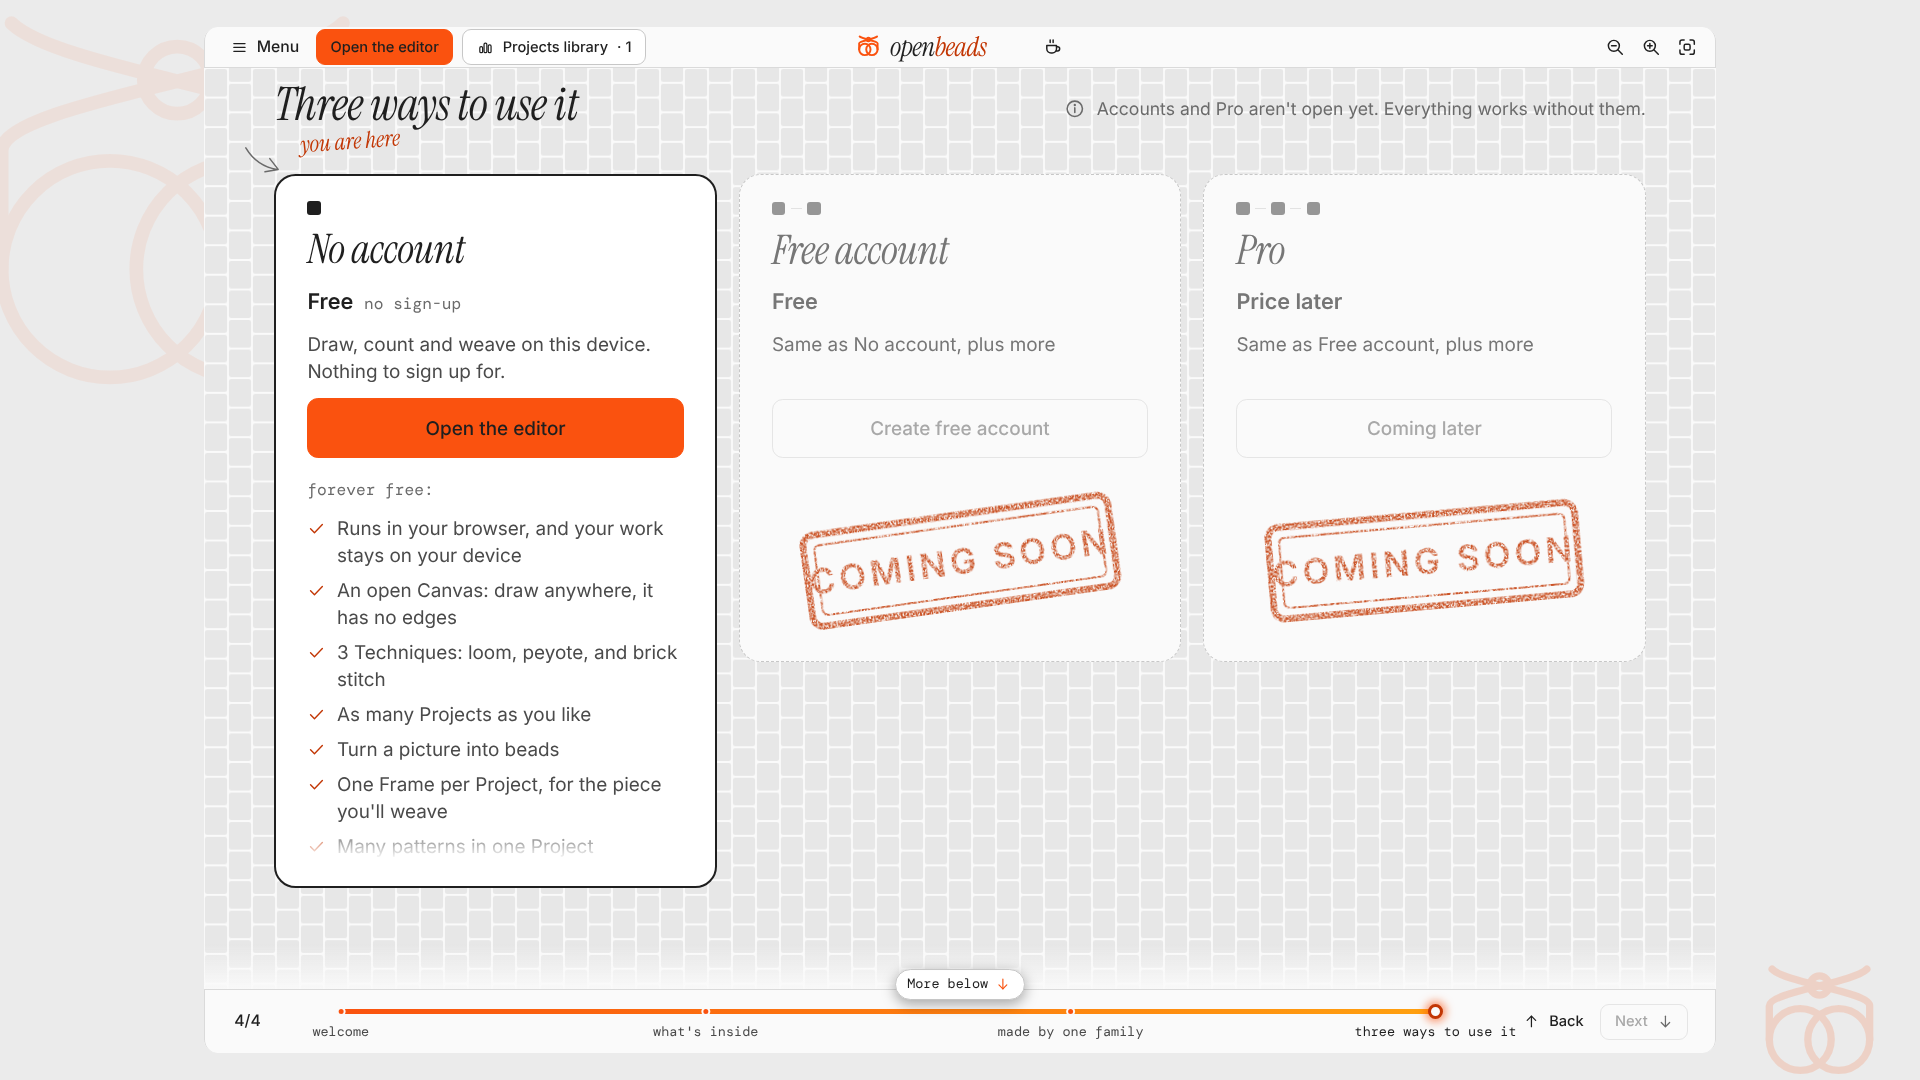 Menu
Open the editor
Projects library · 1
openbeads
Three ways to use it
you are here
Accounts and Pro aren't open yet. Everything works without them.
No account
Free no sign-up
Draw, count and weave on this device.
Nothing to sign up for.
Open the editor
forever free:
Runs in your browser, and your work
stays on your device
An open Canvas: draw anywhere, it
has no edges
3 Techniques: loom, peyote, and brick
stitch
As many Projects as you like
Turn a picture into beads
One Frame per Project, for the piece
you'll weave
Many patterns in one Project
Free account
Free
Same as No account, plus more
Create free account
COMING SOON
Pro
Price later
Same as Free account, plus more
Coming later
COMING SOON
More below
4/4
welcome
what's inside
made by one family
three ways to use it
Back
Next